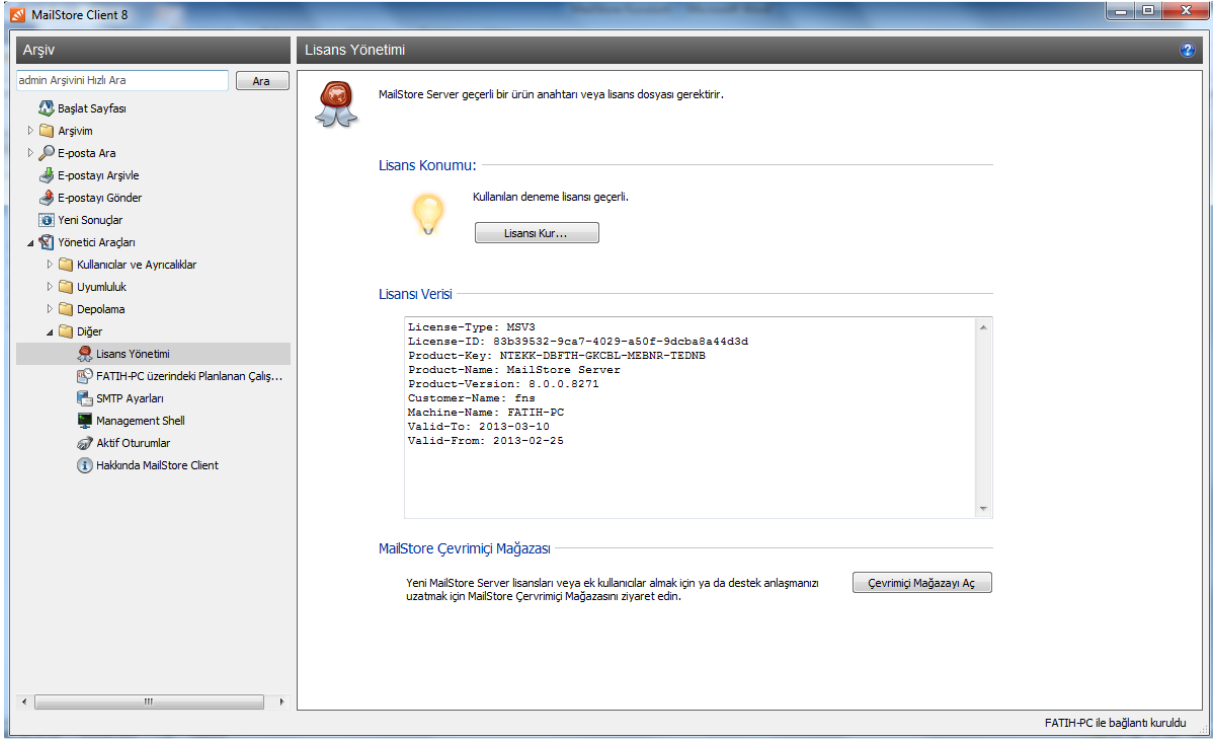 MailStore Client 8
Arşiv
Lisans Yönetimi
admin Arşivini Hızlı Ara
Ara
Başlat Sayfası
Arşivim
E-posta Ara
E-postayı Arşivle
E-postayı Gönder
Yeni Sonuçlar
Yönetici Araçları
Kullanıcılar ve Ayrıcalıklar
Uyumluluk
Depolama
Diğer
Lisans Yönetimi
FATIH-PC üzerindeki Planlanan Çalış...
SMTP Ayarları
Management Shell
Aktif Oturumlar
Hakkında MailStore Client
MailStore Server geçerli bir ürün anahtarı veya lisans dosyası gerektirir.
Lisans Konumu:
Kullanılan deneme lisansı geçerli.
Lisansı Kur...
Lisansı Verisi
License-Type: MSV3
License-ID: 83b39532-9ca7-4029-a50f-9dcba8a44d3d
Product-Key: NTEKK-DBFTH-GKCBL-MEBNR-TEDNB
Product-Name: MailStore Server
Product-Version: 8.0.0.8271
Customer-Name: fns
Machine-Name: FATIH-PC
Valid-To: 2013-03-10
Valid-From: 2013-02-25
MailStore Çevrimiçi Mağazası
Yeni MailStore Server lisansları veya ek kullanıcılar almak için ya da destek anlaşmanızı
uzatmak için MailStore Çervrimiçi Mağazasını ziyaret edin.
Çevrimiçi Mağazayı Aç
FATIH-PC ile bağlantı kuruldu